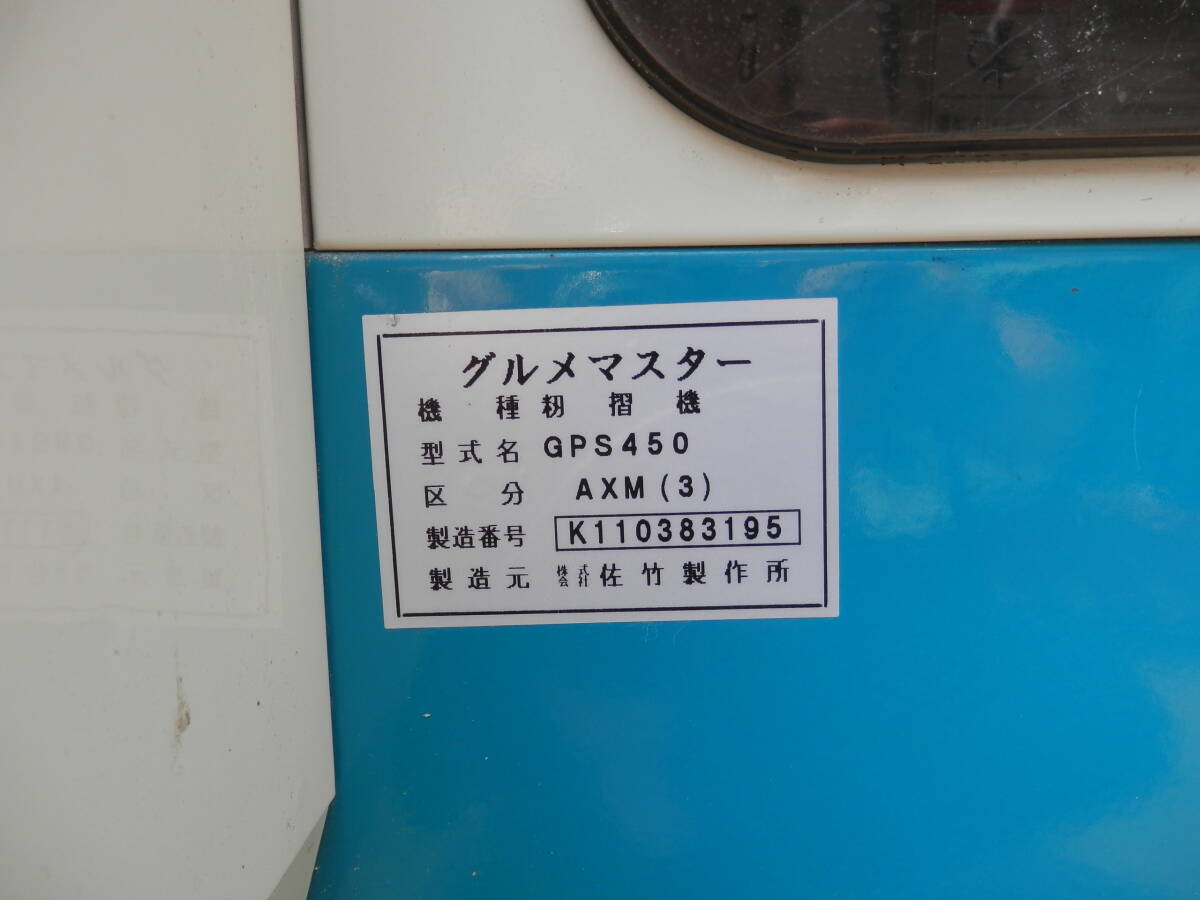 グルメマスター
機種 籾摺機
型式名 GPS450
区分 AXM(3)
製造番号 K110383195
製造元 株式会社 佐竹製作所